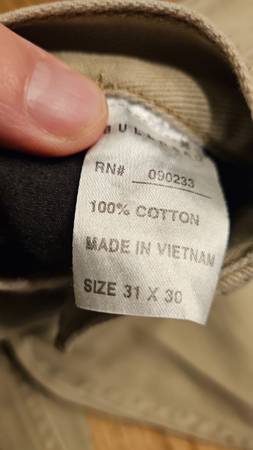 RN# 090233
100% COTTON
MADE IN VIETNAM
SIZE 31 X 30